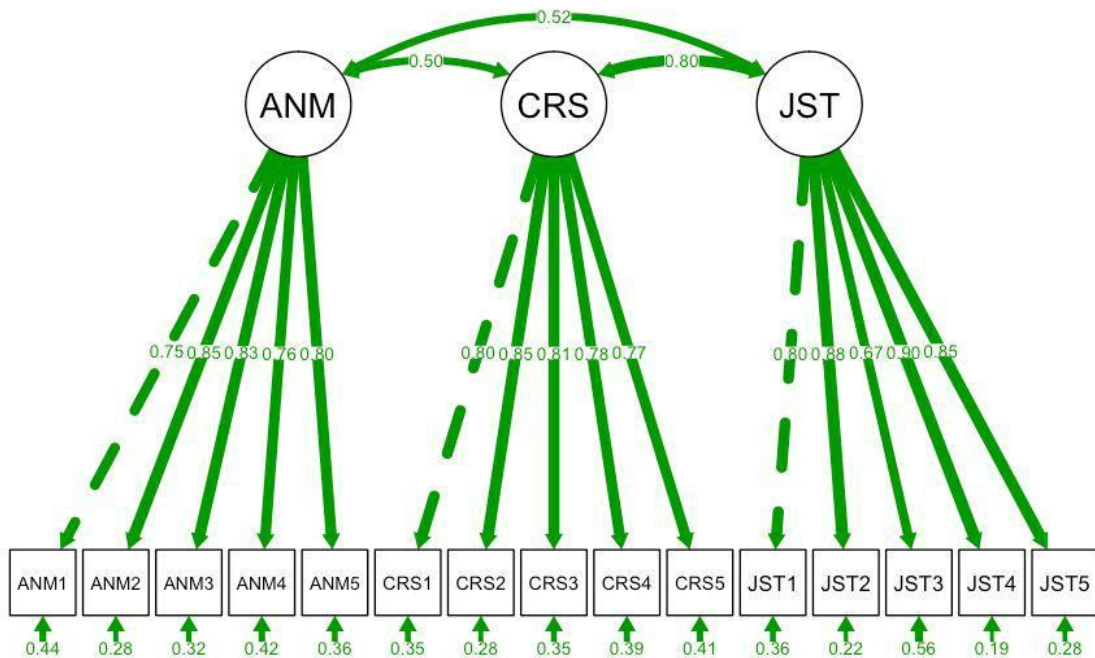 0.52
0.50 0.80
ANM CRS JST
0.75 0.85 0.83 0.76 0.80 0.80 0.85 0.81 0.78 0.77 0.80 0.88 0.67 0.90 0.85
ANM1 ANM2 ANM3 ANM4 ANM5 CRS1 CRS2 CRS3 CRS4 CRS5 JST1 JST2 JST3 JST4 JST5
0.44 0.28 0.32 0.42 0.36 0.35 0.28 0.35 0.39 0.41 0.36 0.22 0.56 0.19 0.28